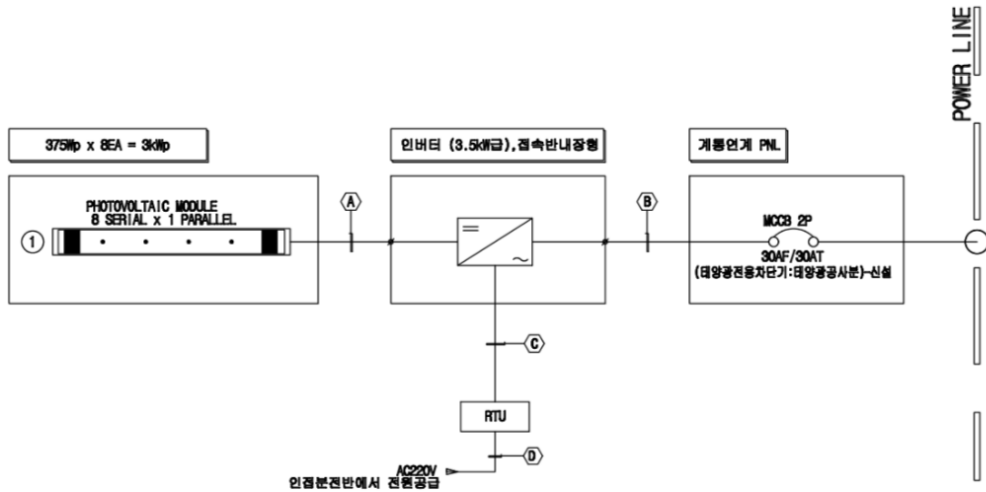 POWER LINE
375Wp x 8EA = 3kWp
인버터 (3.5kW급),접속반내장형
계통연계 PNL.
PHOTOVOLTAIC MODULE
8 SERIAL x 1 PARALLEL
1
A
B
MCCB 2P
30AF/30AT
(태양광전용차단기:태양광공사분)-신설
C
RTU
D
AC220V
인접분전반에서 전원공급